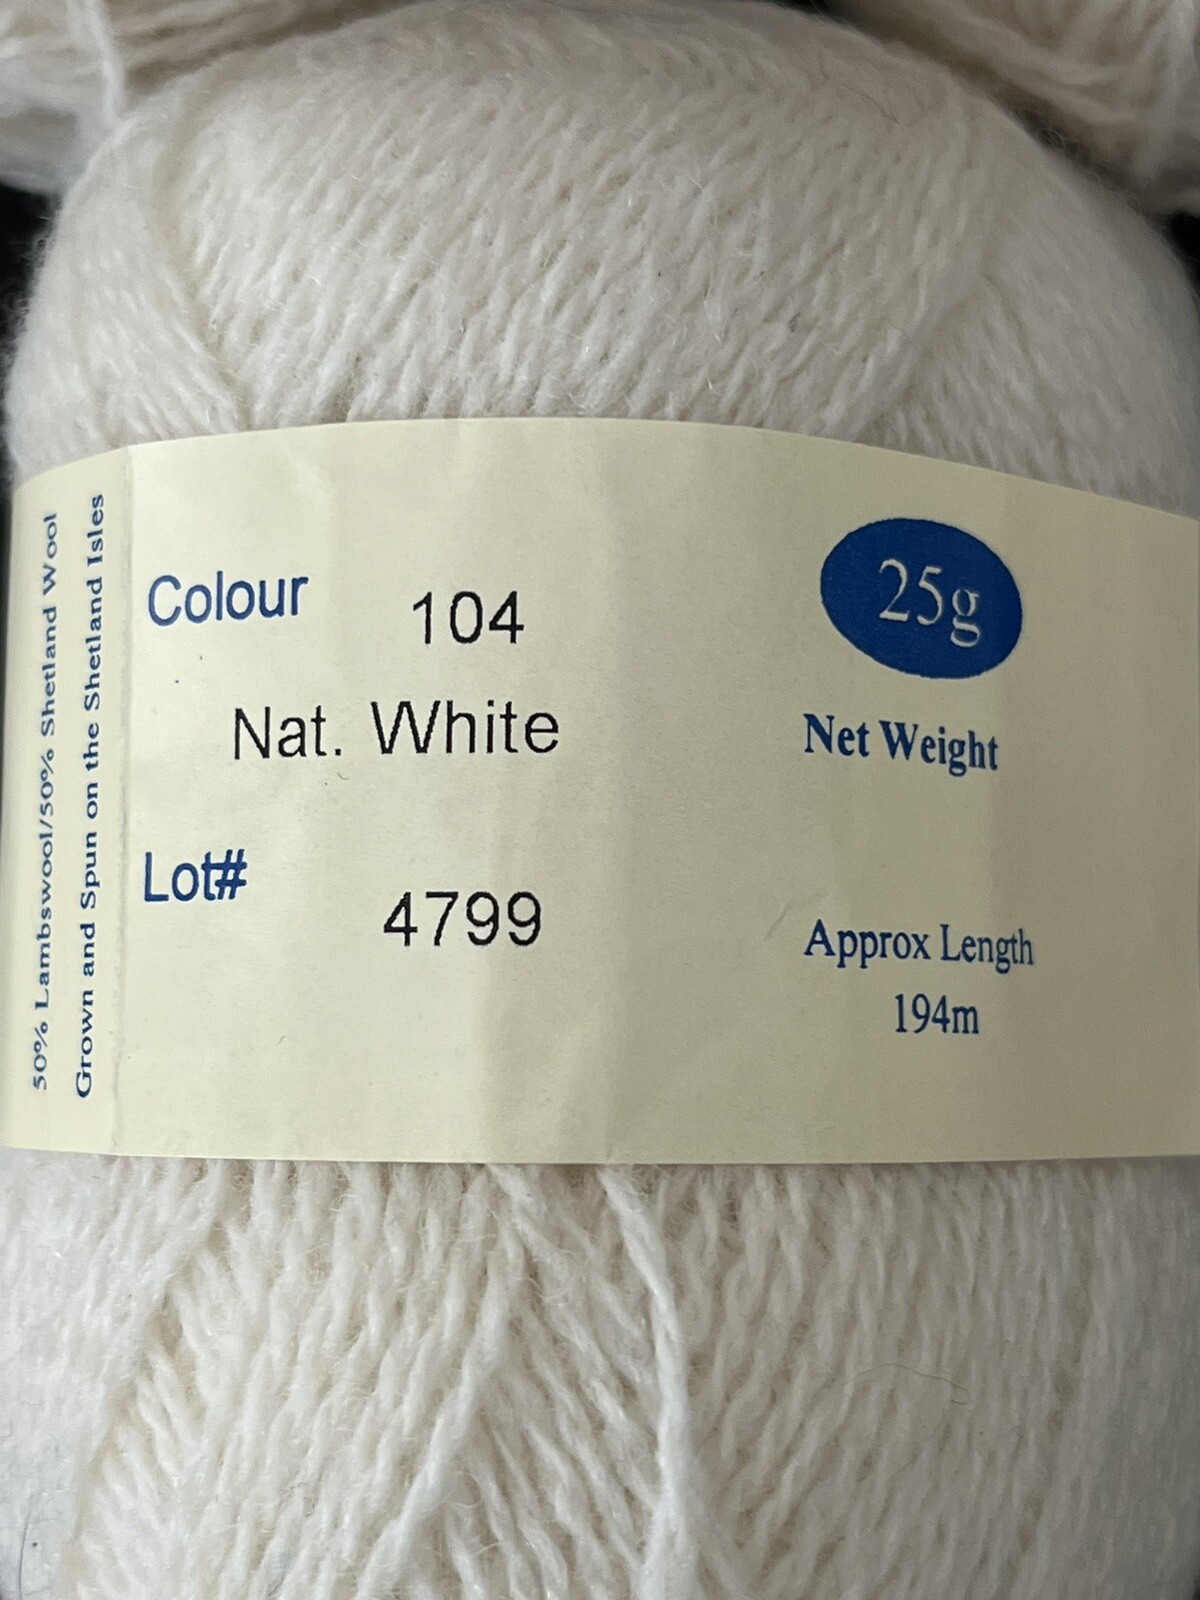 50% Lambswool/50% Shetland Wool
Grown and Spun on the Shetland Isles
Colour 104
Nat. White
Lot#
4799
25g
Net Weight
Approx Length
194m